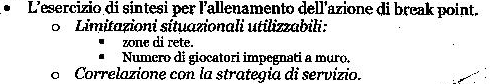 • L'esercizio di sintesi per l'allenamento dell'azione di break point.
o Limitazioni situazionali utilizzabili:
▪ zone di rete.
▪ Numero di giocatori impegnati a muro.
o Correlazione con la strategia di servizio.